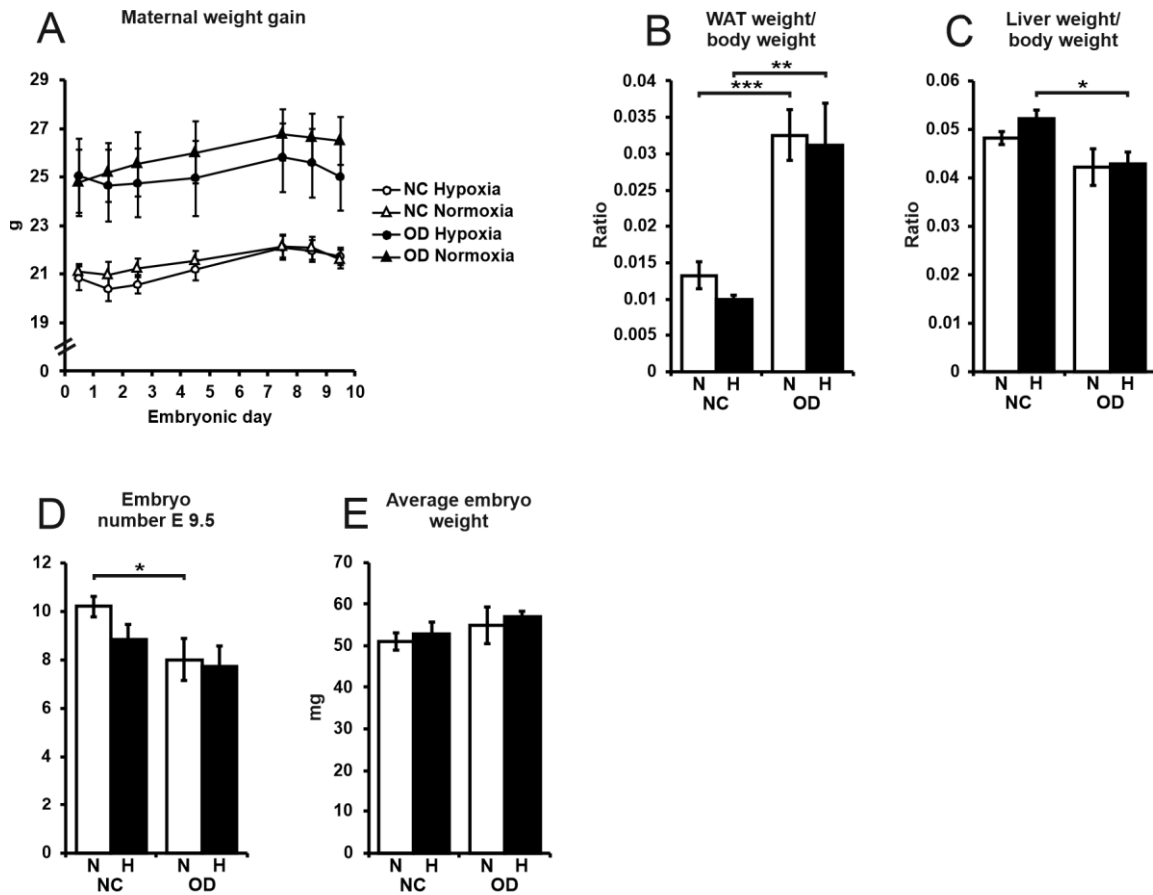 A
Maternal weight gain
g
29
27
25
23
21
19
0
0 1 2 3 4 5 6 7 8 9 10
Embryonic day
NC Hypoxia
NC Normoxia
OD Hypoxia
OD Normoxia
B
WAT weight/
body weight
Ratio
0.04
0.035
0.03
0.025
0.02
0.015
0.01
0.005
0
***
**
N H N H
NC OD
C
Liver weight/
body weight
Ratio
0.06
0.05
0.04
0.03
0.02
0.01
0
*
N H N H
NC OD
D
Embryo
number E 9.5
12
10
8
6
4
2
0
*
N H N H
NC OD
E
Average embryo
weight
mg
70
60
50
40
30
20
10
0
N H N H
NC OD